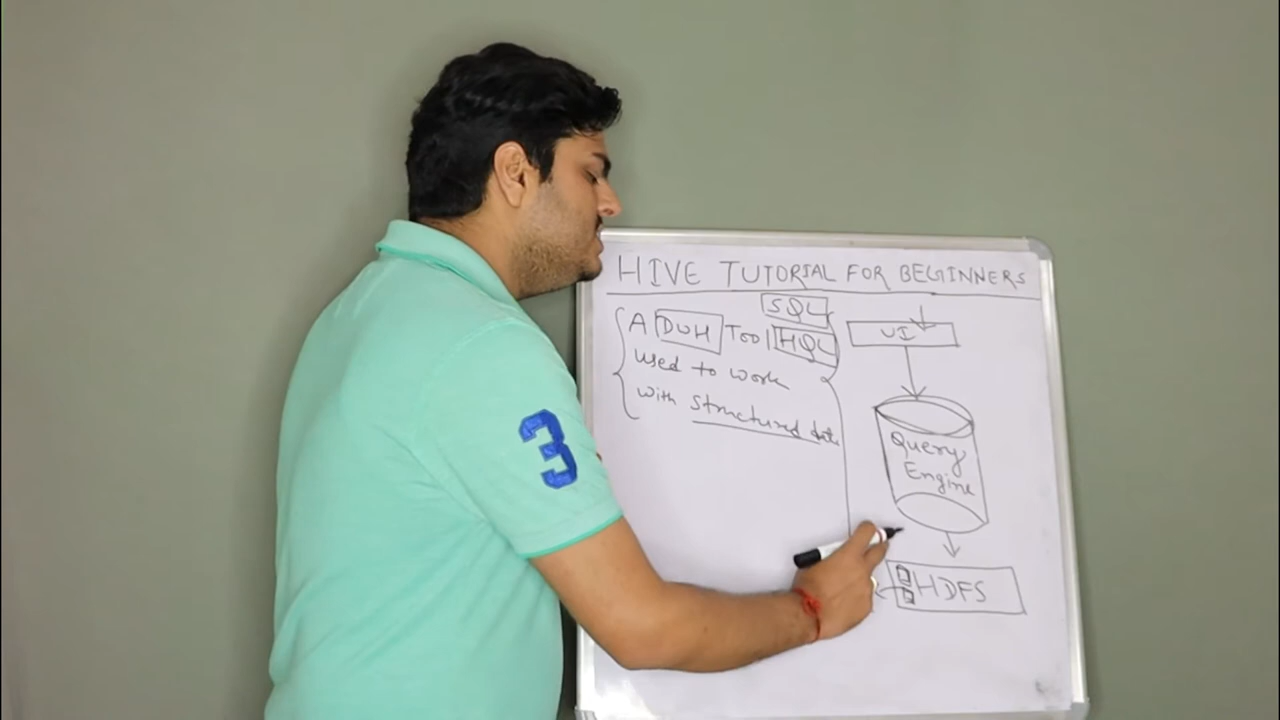 HIVE TUTORIAL FOR BEGINNERS
SQL
A DWH Tool HQL
used to work
with structured data
UI
Query
Engine
HDFS
3